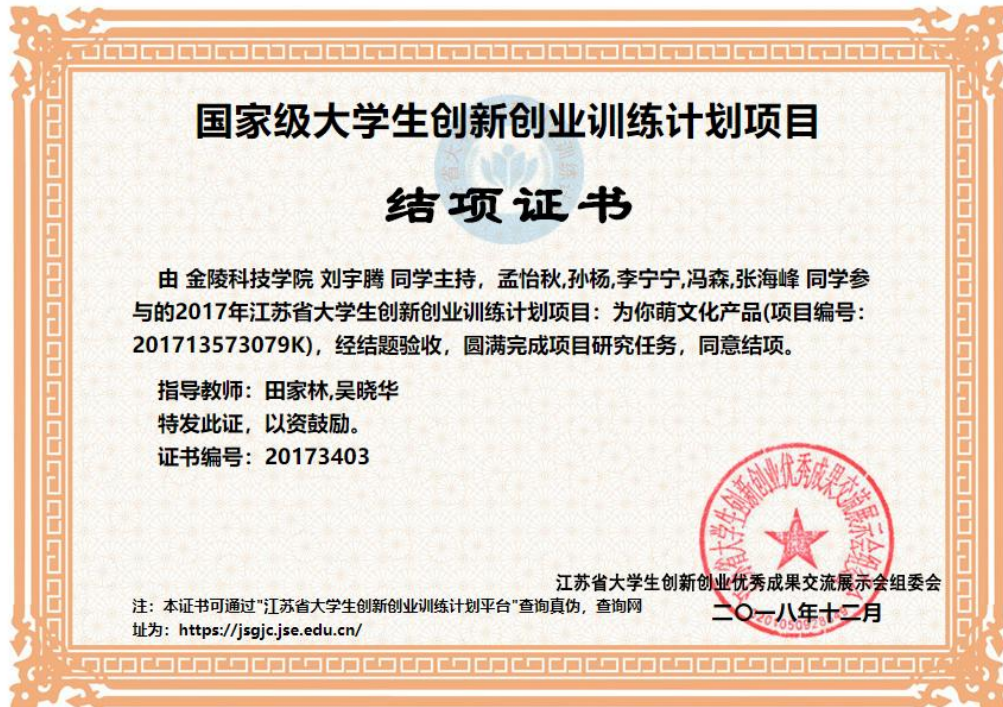 国家级大学生创新创业训练计划项目
结项证书
由 金陵科技学院 刘宇腾 同学主持，孟怡秋,孙杨,李宁宁,冯森,张海峰 同学参
与的2017年江苏省大学生创新创业训练计划项目：为你萌文化产品(项目编号：
201713573079K)，经结题验收，圆满完成项目研究任务，同意结项。
指导教师：田家林,吴晓华
特发此证，以资鼓励。
证书编号：20173403
江苏省大学生创新创业优秀成果交流展示会组委会
二〇一八年十二月
注：本证书可通过"江苏省大学生创新创业训练计划平台"查询真伪，查询网
址为：https://jsgjc.jse.edu.cn/